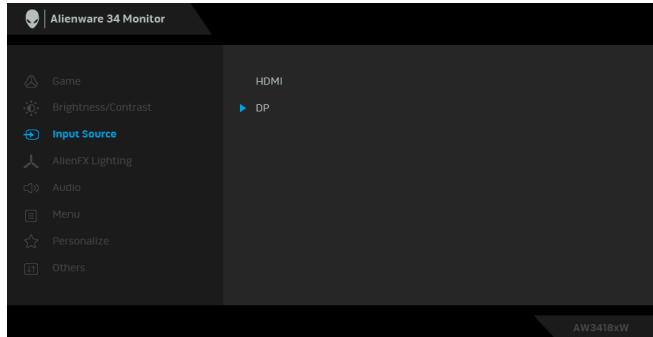 Alienware 34 Monitor
Game
HDMI
Brightness/Contrast
DP
Input Source
AlienFX Lighting
Audio
Menu
Personalize
Others
AW3418xW